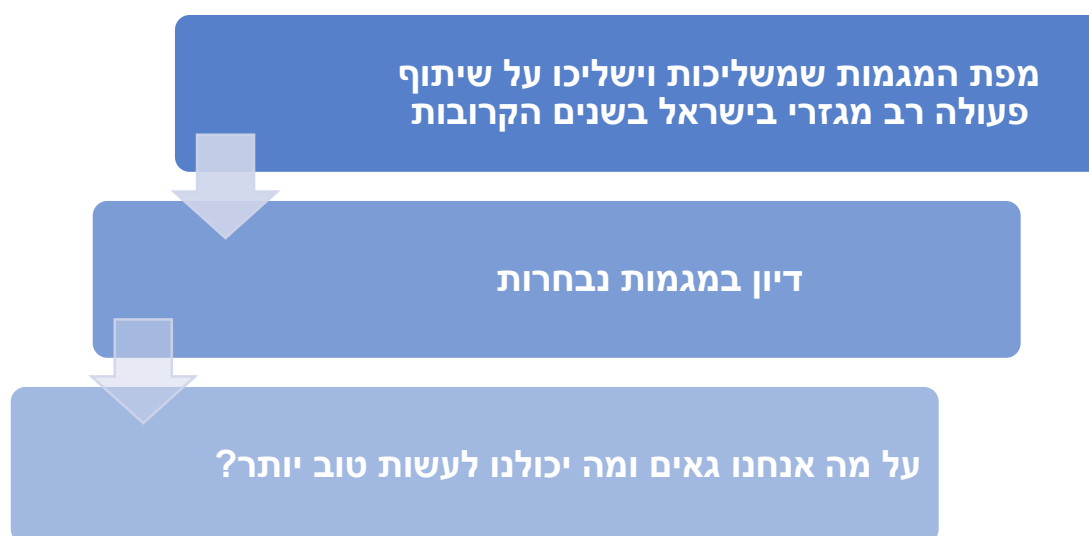 מפת המגמות שמשליכות וישליכו על שיתוף
פעולה רב מגזרי בישראל בשנים הקרובות
דיון במגמות נבחרות
על מה אנחנו גאים ומה יכולנו לעשות טוב יותר?